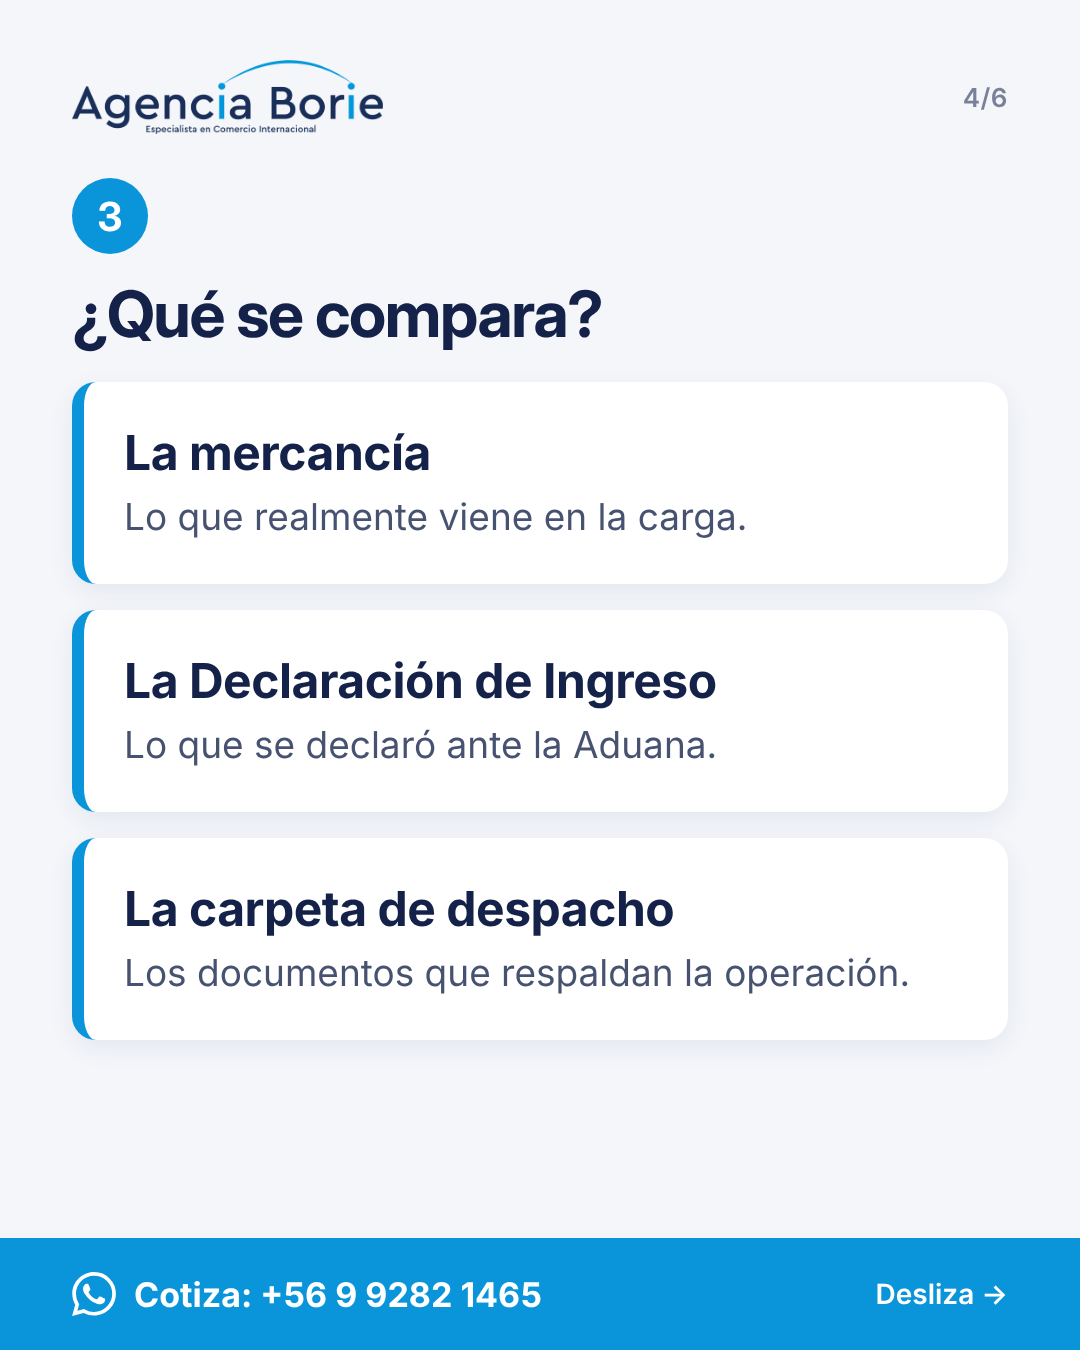 Agencia Borie
Especialista en Comercio Internacional
4/6
3
¿Qué se compara?
La mercancía
Lo que realmente viene en la carga.
La Declaración de Ingreso
Lo que se declaró ante la Aduana.
La carpeta de despacho
Los documentos que respaldan la operación.
Cotiza: +56 9 9282 1465
Desliza →